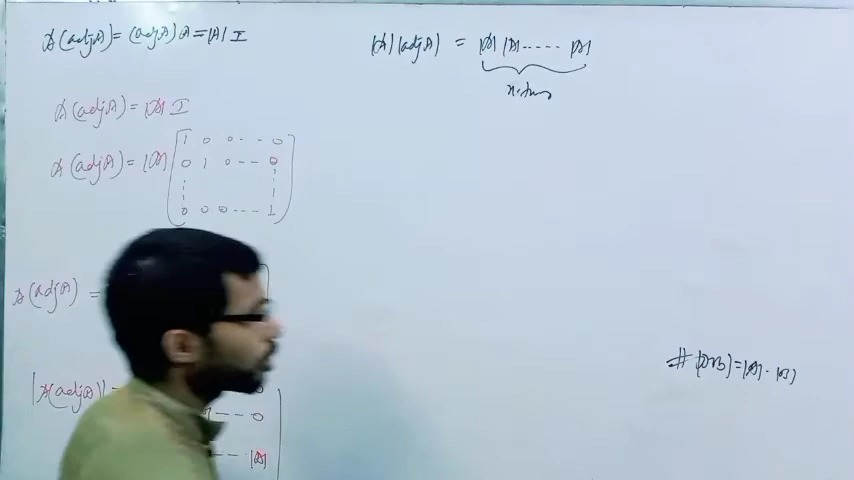 A(adjA) = (adjA)A = |A| I
A(adjA) = |A| I
A(adjA) = |A| [1 0 0 - - 0
0 1 0 - - 0
0 0 0 - - - 1]
A(adjA) =
|A(adjA)| =
- - 0
|A|
|A| |adjA| = |A| |A| ----- |A|
n-times
# |AB| = |A| . |B|